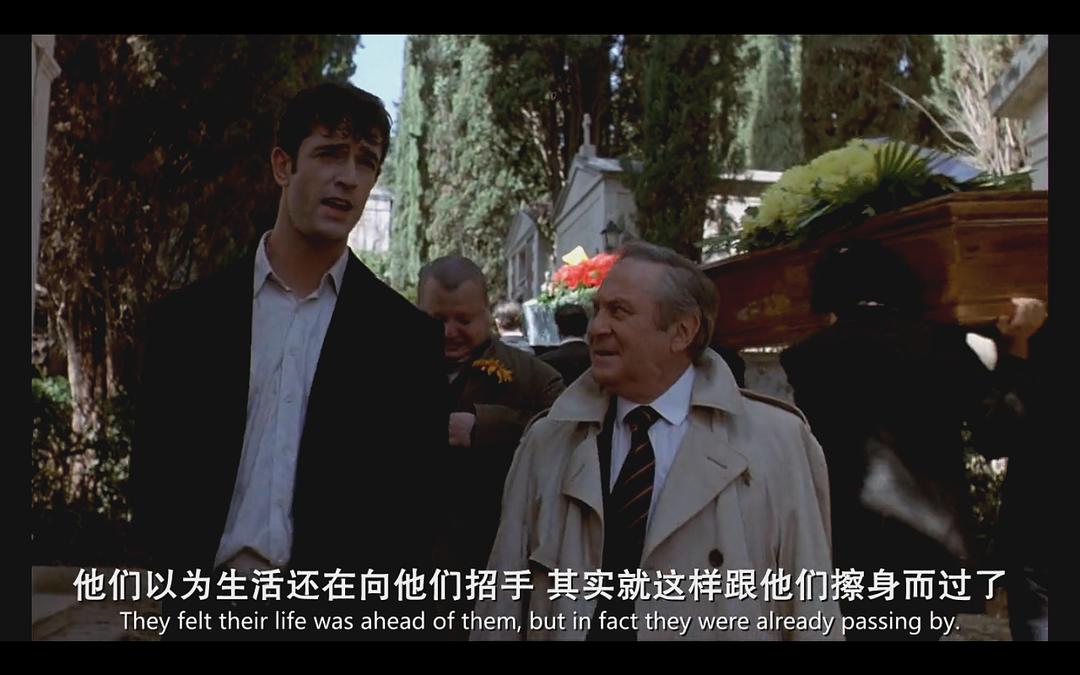 他们以为生活还在向他们招手 其实就这样跟他们擦身而过了
They felt their life was ahead of them, but in fact they were already passing by.